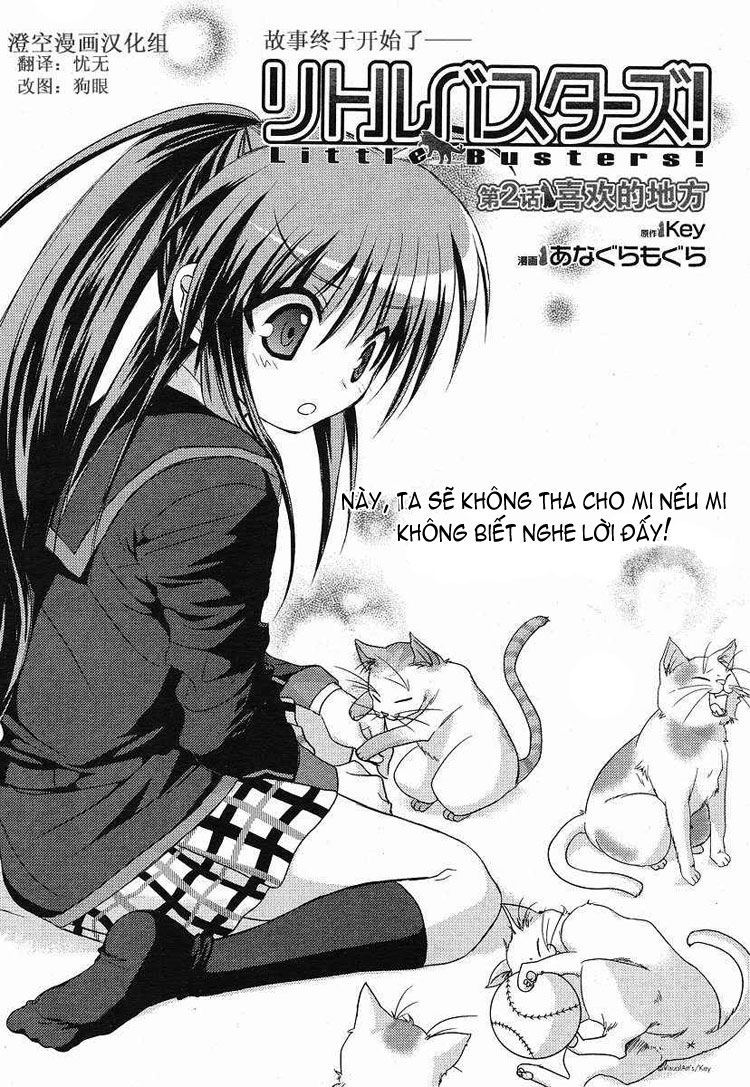 澄空漫画汉化组
翻译：忧无
改图：狗眼
故事终于开始了——
リトルバスターズ!
Little Busters!
第2话 喜欢的地方
原作 Key
漫画 あなぐらもぐら
NÀY, TA SẼ KHÔNG THA CHO MI NẾU MI
KHÔNG BIẾT NGHE LỜI ĐẤY!
©VisualArt's/Key